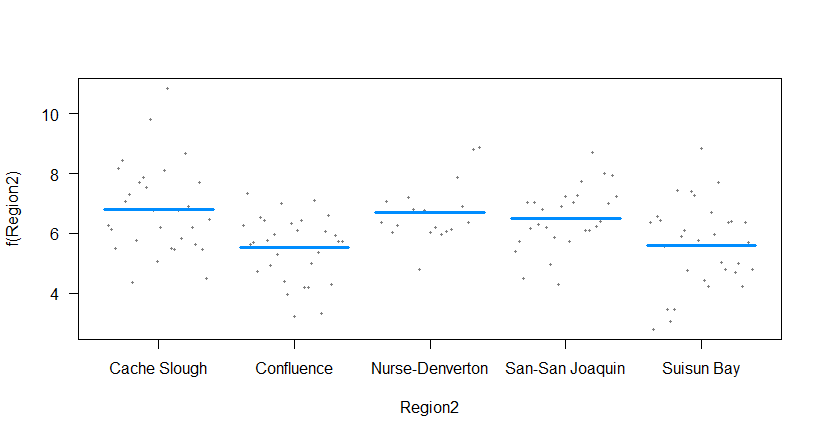 f(Region2)
10
8
6
4
Cache Slough Confluence Nurse-Denverton San-San Joaquin Suisun Bay
Region2